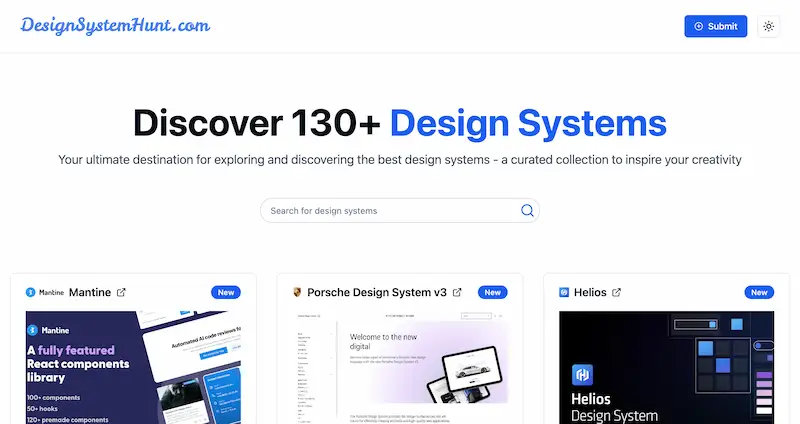 DesignSystemHunt.com
Submit
Discover 130+ Design Systems
Your ultimate destination for exploring and discovering the best design systems - a curated collection to inspire your creativity
Search for design systems
Mantine Mantine New
Porsche Design System v3 New
Helios New
Mantine
A fully featured
React components
library
100+ components
50+ hooks
120+ premade components
Automated AI code reviews
Welcome to the new
digital
Helios
Design System